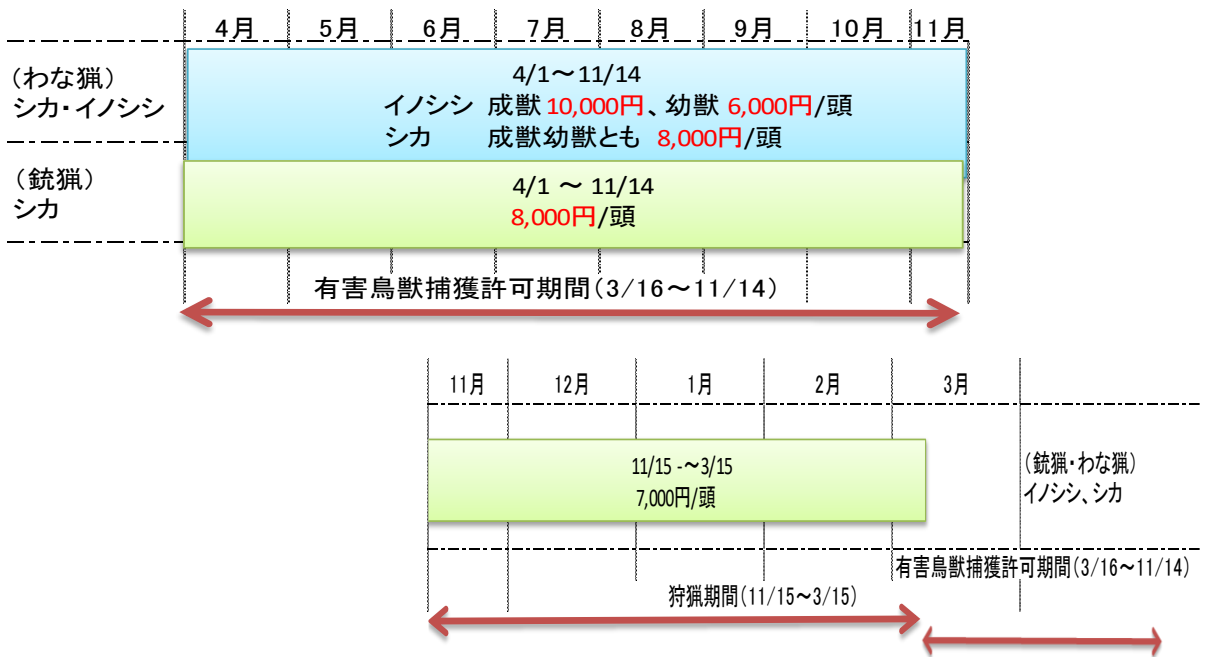 4月 5月 6月 7月 8月 9月 10月 11月
(わな猟)
シカ・イノシシ
4/1～11/14
イノシシ 成獣10,000円、幼獣 6,000円/頭
シカ 成獣幼獣とも 8,000円/頭
(銃猟)
シカ
4/1 ～ 11/14
8,000円/頭
有害鳥獣捕獲許可期間(3/16～11/14)
11月 12月 1月 2月 3月
11/15 -～3/15
7,000円/頭
(銃猟・わな猟)
イノシシ、シカ
有害鳥獣捕獲許可期間(3/16～11/14)
狩猟期間(11/15～3/15)